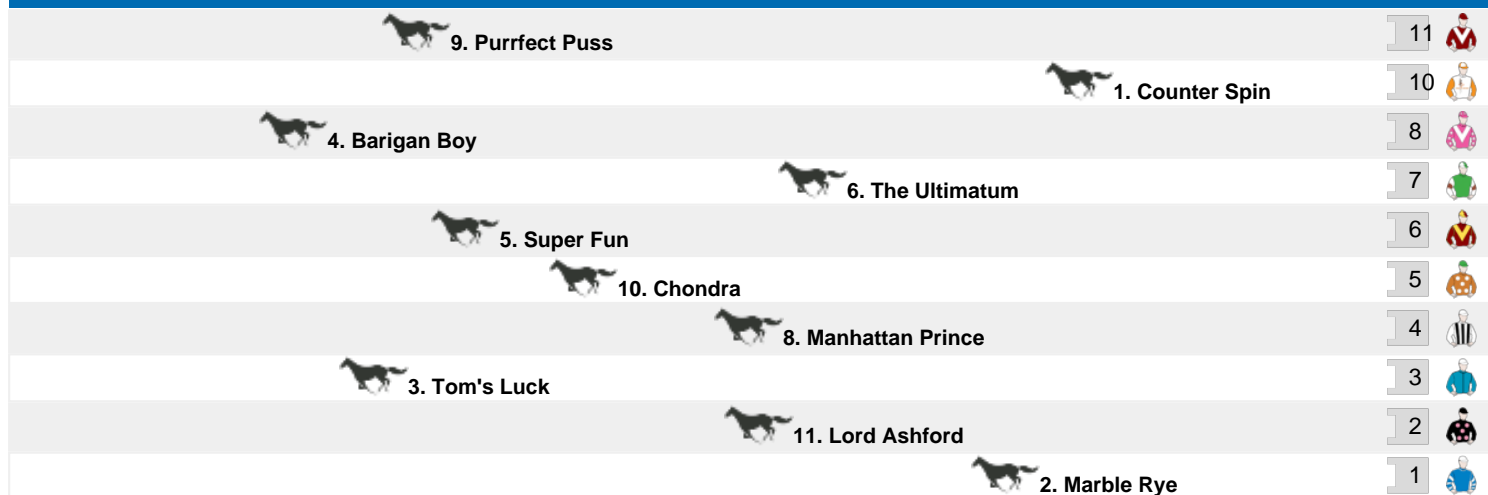 9. Purrfect Puss 11
1. Counter Spin 10
4. Barigan Boy 8
6. The Ultimatum 7
5. Super Fun 6
10. Chondra 5
8. Manhattan Prince 4
3. Tom's Luck 3
11. Lord Ashford 2
2. Marble Rye 1